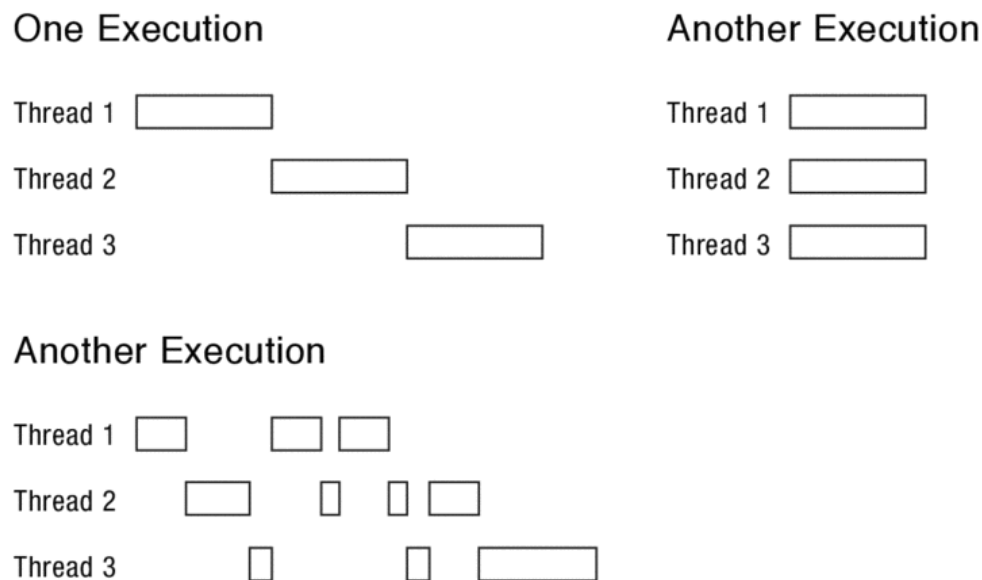 One Execution
Thread 1
Thread 2
Thread 3
Another Execution
Thread 1
Thread 2
Thread 3
Another Execution
Thread 1
Thread 2
Thread 3